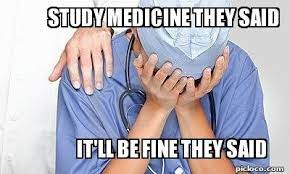 STUDY MEDICINE THEY SAID
IT'LL BE FINE THEY SAID
picloco.com